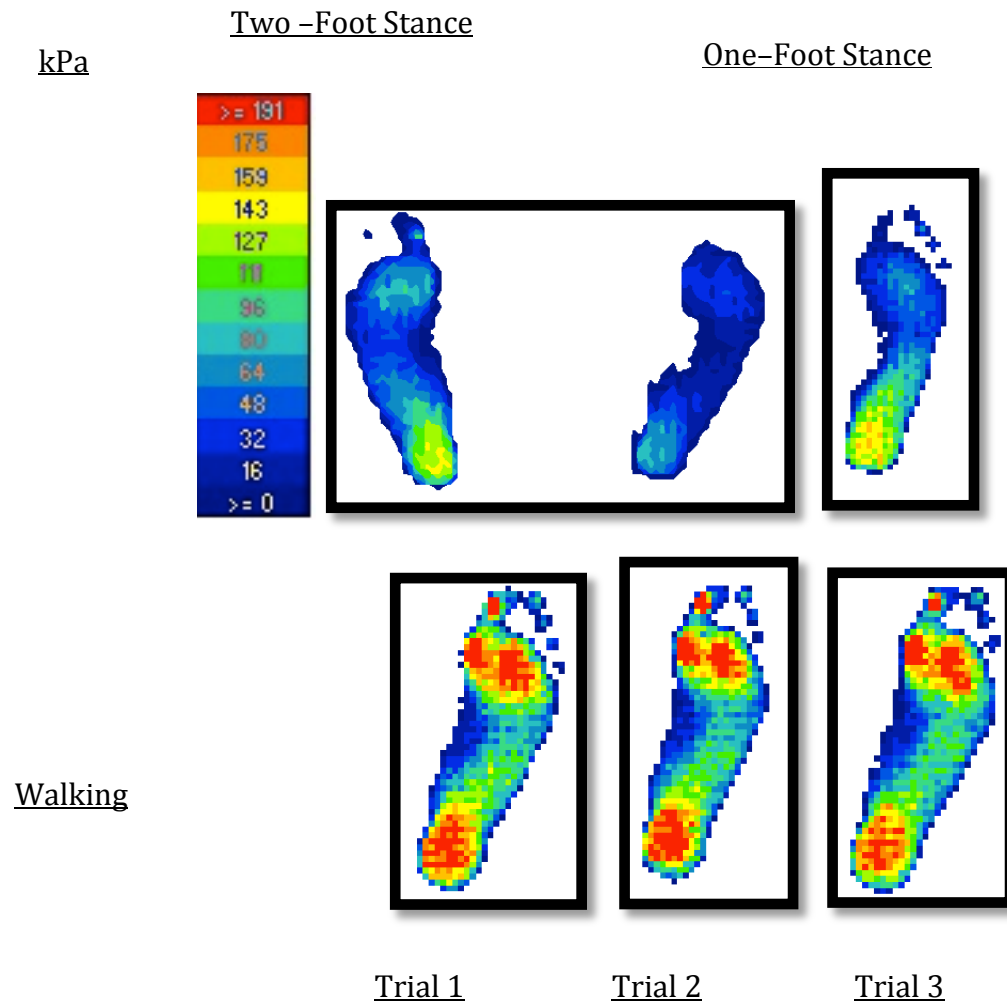 Two –Foot Stance
kPa
One–Foot Stance
>= 191
175
159
143
127
111
96
80
64
48
32
16
>= 0
Walking
Trial 1
Trial 2
Trial 3